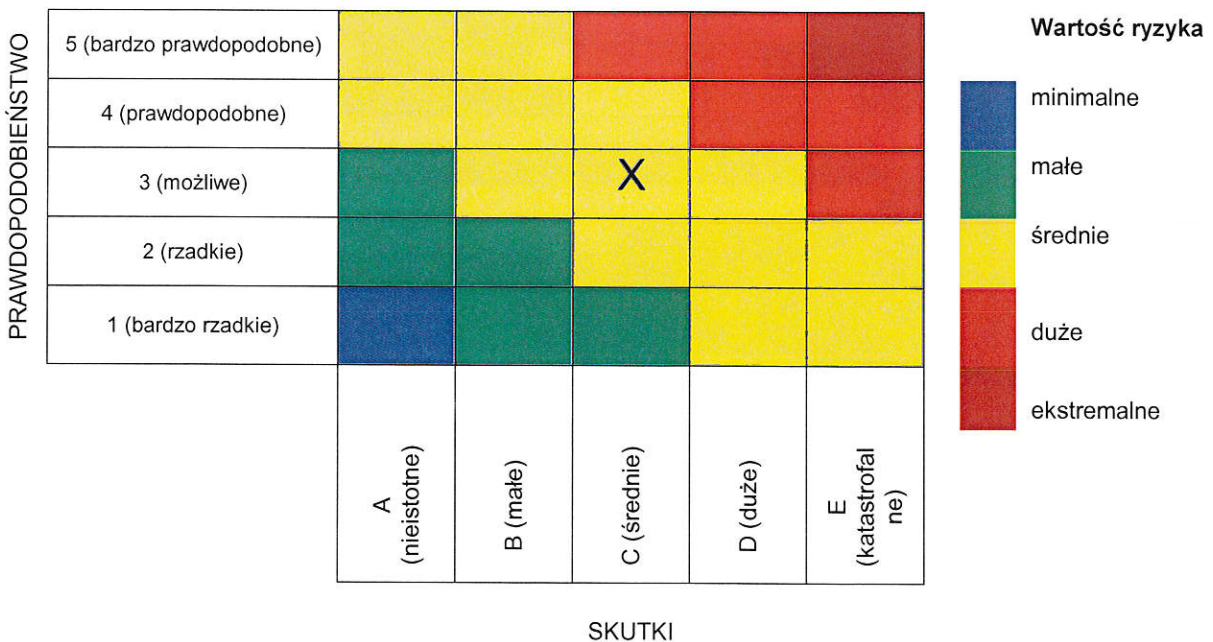 PRAWDOPODOBIEŃSTWO
5 (bardzo prawdopodobne)
4 (prawdopodobne)
3 (możliwe)
X
2 (rzadkie)
1 (bardzo rzadkie)
A
(nieistotne)
B (małe)
C (średnie)
D (duże)
E
(katastrofal
ne)
SKUTKI
Wartość ryzyka
minimalne
małe
średnie
duże
ekstremalne